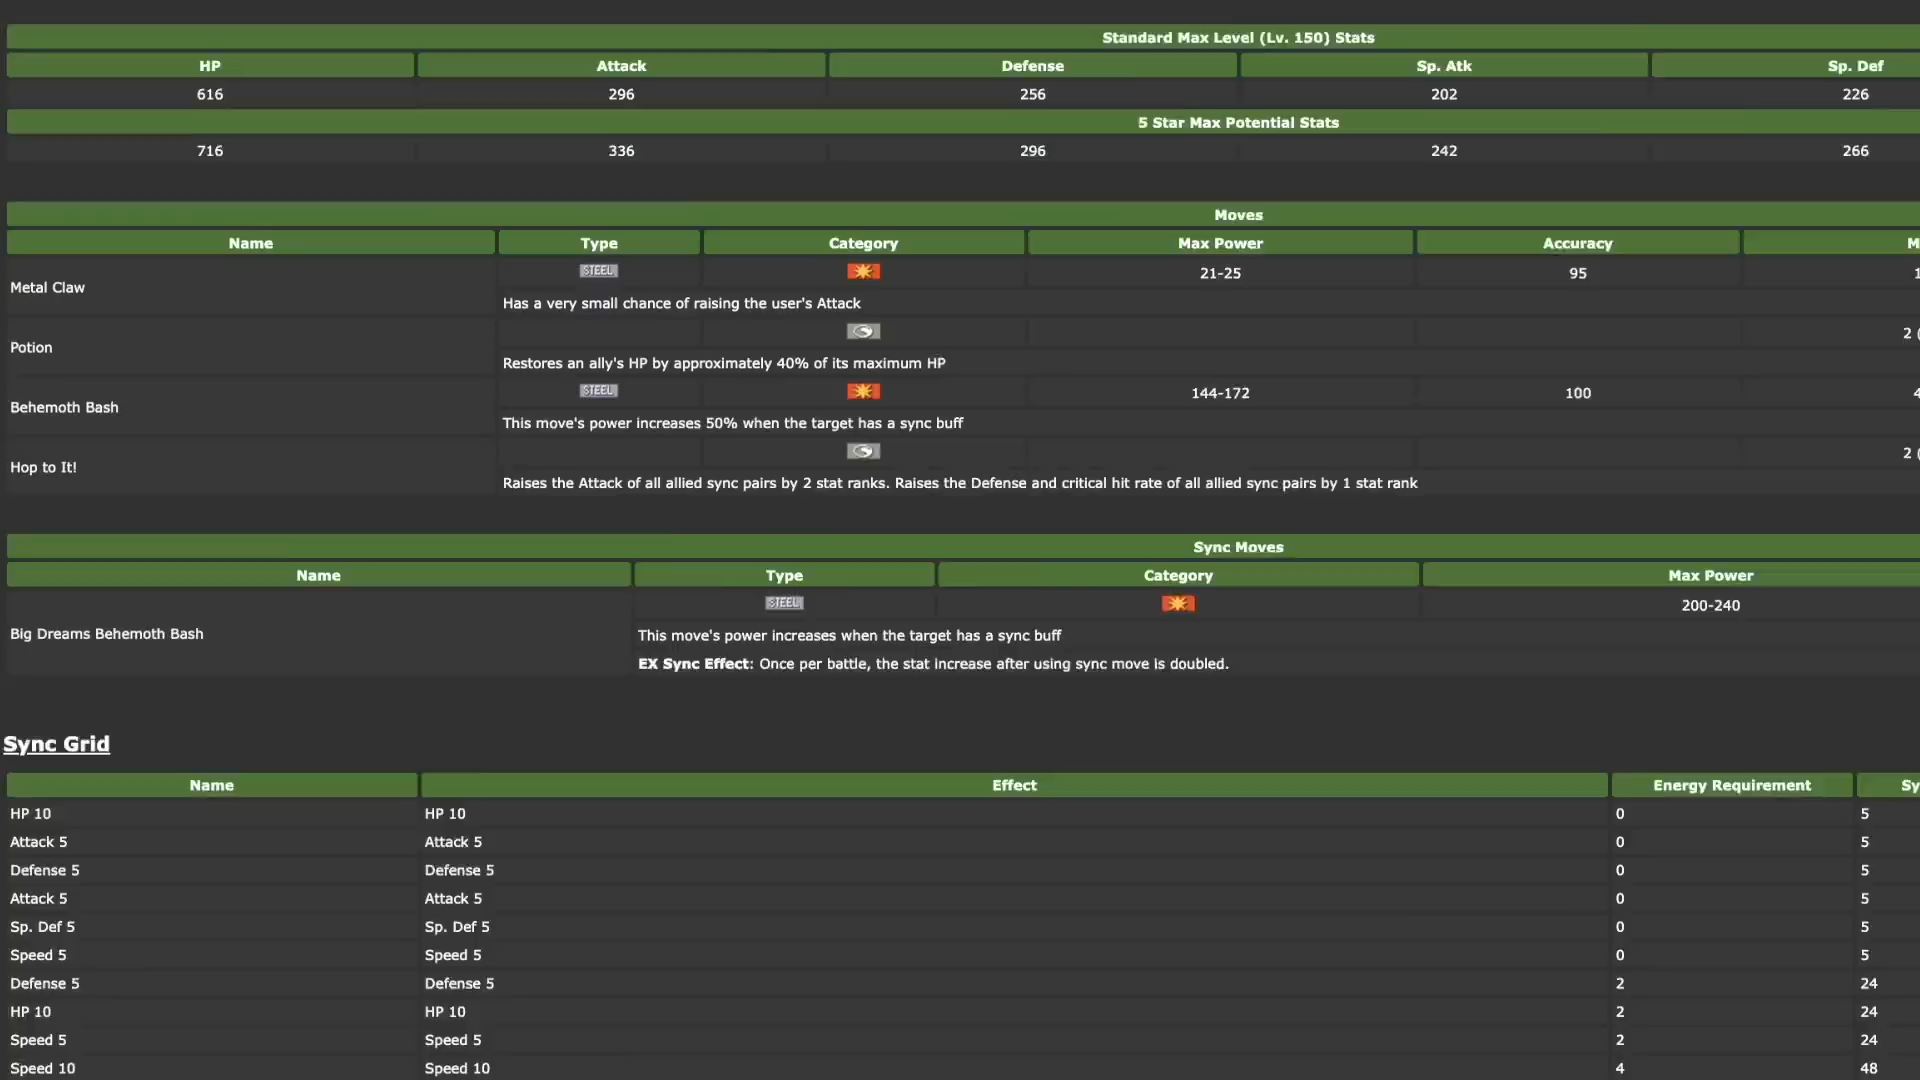 Standard Max Level (Lv. 150) Stats
HP Attack Defense Sp. Atk Sp. Def
616 296 256 202 226
5 Star Max Potential Stats
716 336 296 242 266
Moves
Name Type Category Max Power Accuracy M
STEEL 21-25 95 1
Metal Claw
Has a very small chance of raising the user's Attack
2 (
Potion
Restores an ally's HP by approximately 40% of its maximum HP
STEEL 144-172 100 4
Behemoth Bash
This move's power increases 50% when the target has a sync buff
2 (
Hop to It!
Raises the Attack of all allied sync pairs by 2 stat ranks. Raises the Defense and critical hit rate of all allied sync pairs by 1 stat rank
Sync Moves
Name Type Category Max Power
STEEL 200-240
Big Dreams Behemoth Bash
This move's power increases when the target has a sync buff
EX Sync Effect: Once per battle, the stat increase after using sync move is doubled.
Sync Grid
Name Effect Energy Requirement Sy
HP 10 HP 10 0 5
Attack 5 Attack 5 0 5
Defense 5 Defense 5 0 5
Attack 5 Attack 5 0 5
Sp. Def 5 Sp. Def 5 0 5
Speed 5 Speed 5 0 5
Defense 5 Defense 5 2 24
HP 10 HP 10 2 24
Speed 5 Speed 5 2 24
Speed 10 Speed 10 4 48